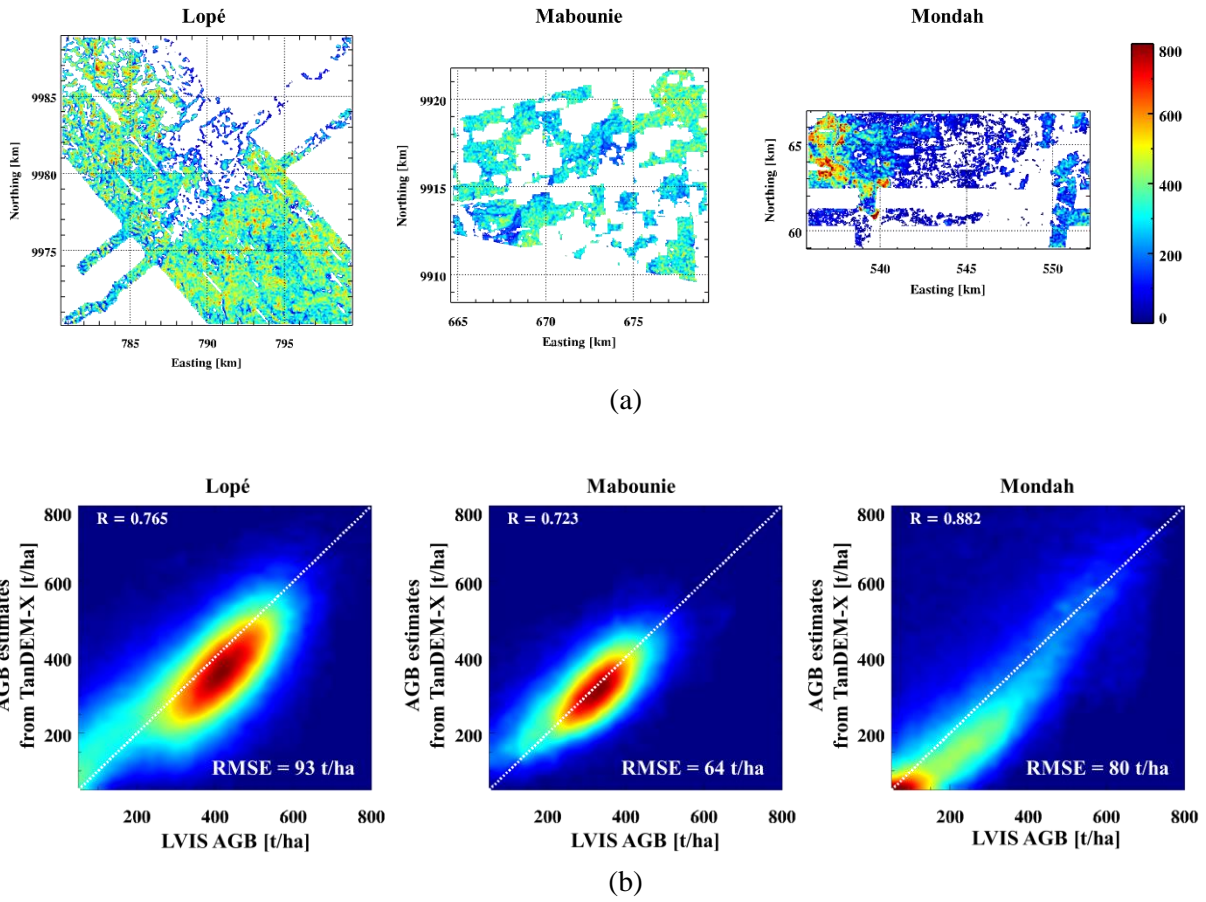 Lopé
Mabounie
Mondah
9985
9980
9975
Northing [km]
785 790 795
Easting [km]
9920
9915
9910
Northing [km]
665 670 675
Easting [km]
65
60
Northing [km]
540 545 550
Easting [km]
800
600
400
200
0
(a)
Lopé
R = 0.765
800
600
400
200
AGB estimates
from TanDEM-X [t/ha]
RMSE = 93 t/ha
200 400 600 800
LVIS AGB [t/ha]
Mabounie
R = 0.723
800
600
400
200
AGB estimates
from TanDEM-X [t/ha]
RMSE = 64 t/ha
200 400 600 800
LVIS AGB [t/ha]
Mondah
R = 0.882
800
600
400
200
AGB estimates
from TanDEM-X [t/ha]
RMSE = 80 t/ha
200 400 600 800
LVIS AGB [t/ha]
(b)